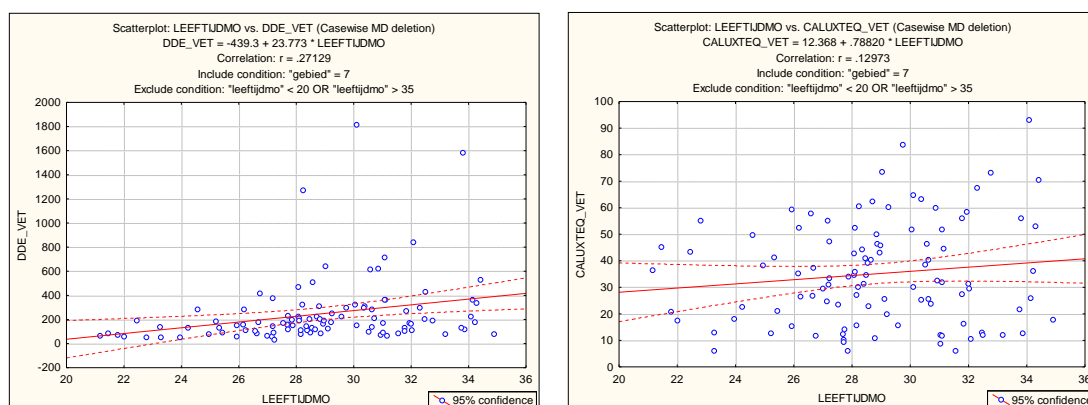 Scatterplot: LEEFTIJDMO vs. DDE_VET (Casewise MD deletion)
DDE_VET = -439.3 + 23.773 * LEEFTIJDMO
Correlation: r = .27129
Include condition: "gebied" = 7
Exclude condition: "leeftijdmo" < 20 OR "leeftijdmo" > 35
2000
1800
1600
1400
1200
1000
800
600
400
200
0
-200
DDE_VET
20 22 24 26 28 30 32 34 36
LEEFTIJDMO
95% confidence
Scatterplot: LEEFTIJDMO vs. CALUXTEQ_VET (Casewise MD deletion)
CALUXTEQ_VET = 12.368 + .78820 * LEEFTIJDMO
Correlation: r = .12973
Include condition: "gebied" = 7
Exclude condition: "leeftijdmo" < 20 OR "leeftijdmo" > 35
100
90
80
70
60
50
40
30
20
10
0
CALUXTEQ_VET
20 22 24 26 28 30 32 34 36
LEEFTIJDMO
95% confidence